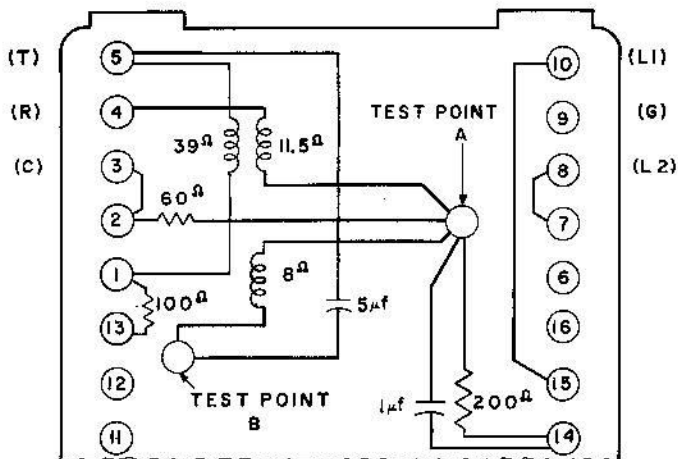 (T)
5
10
(L1)
(R)
4
TEST POINT
A
9
(G)
(C)
3
39Ω
11.5Ω
8
(L2)
2
60Ω
7
1
100Ω
8Ω
5μf
6
13
16
12
TEST POINT
B
1μf
200Ω
15
11
14